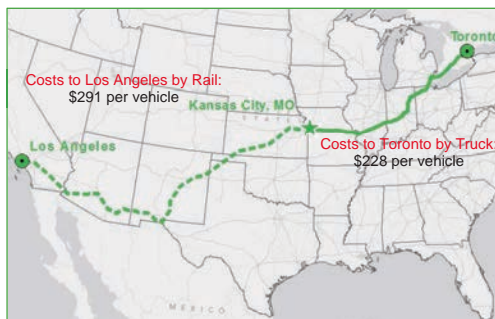 Toronto
Costs to Los Angeles by Rail:
$291 per vehicle
Kansas City, MO
STATES
Los Angeles
Costs to Toronto by Truck:
$228 per vehicle
MEXICO